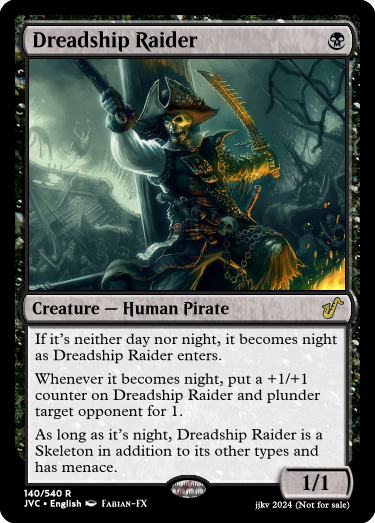 Dreadship Raider
Creature — Human Pirate
If it's neither day nor night, it becomes night
as Dreadship Raider enters.
Whenever it becomes night, put a +1/+1
counter on Dreadship Raider and plunder
target opponent for 1.
As long as it's night, Dreadship Raider is a
Skeleton in addition to its other types and
has menace.
1/1
140/540 R
JVC • English Fabian-FX
jjkv 2024 (Not for sale)